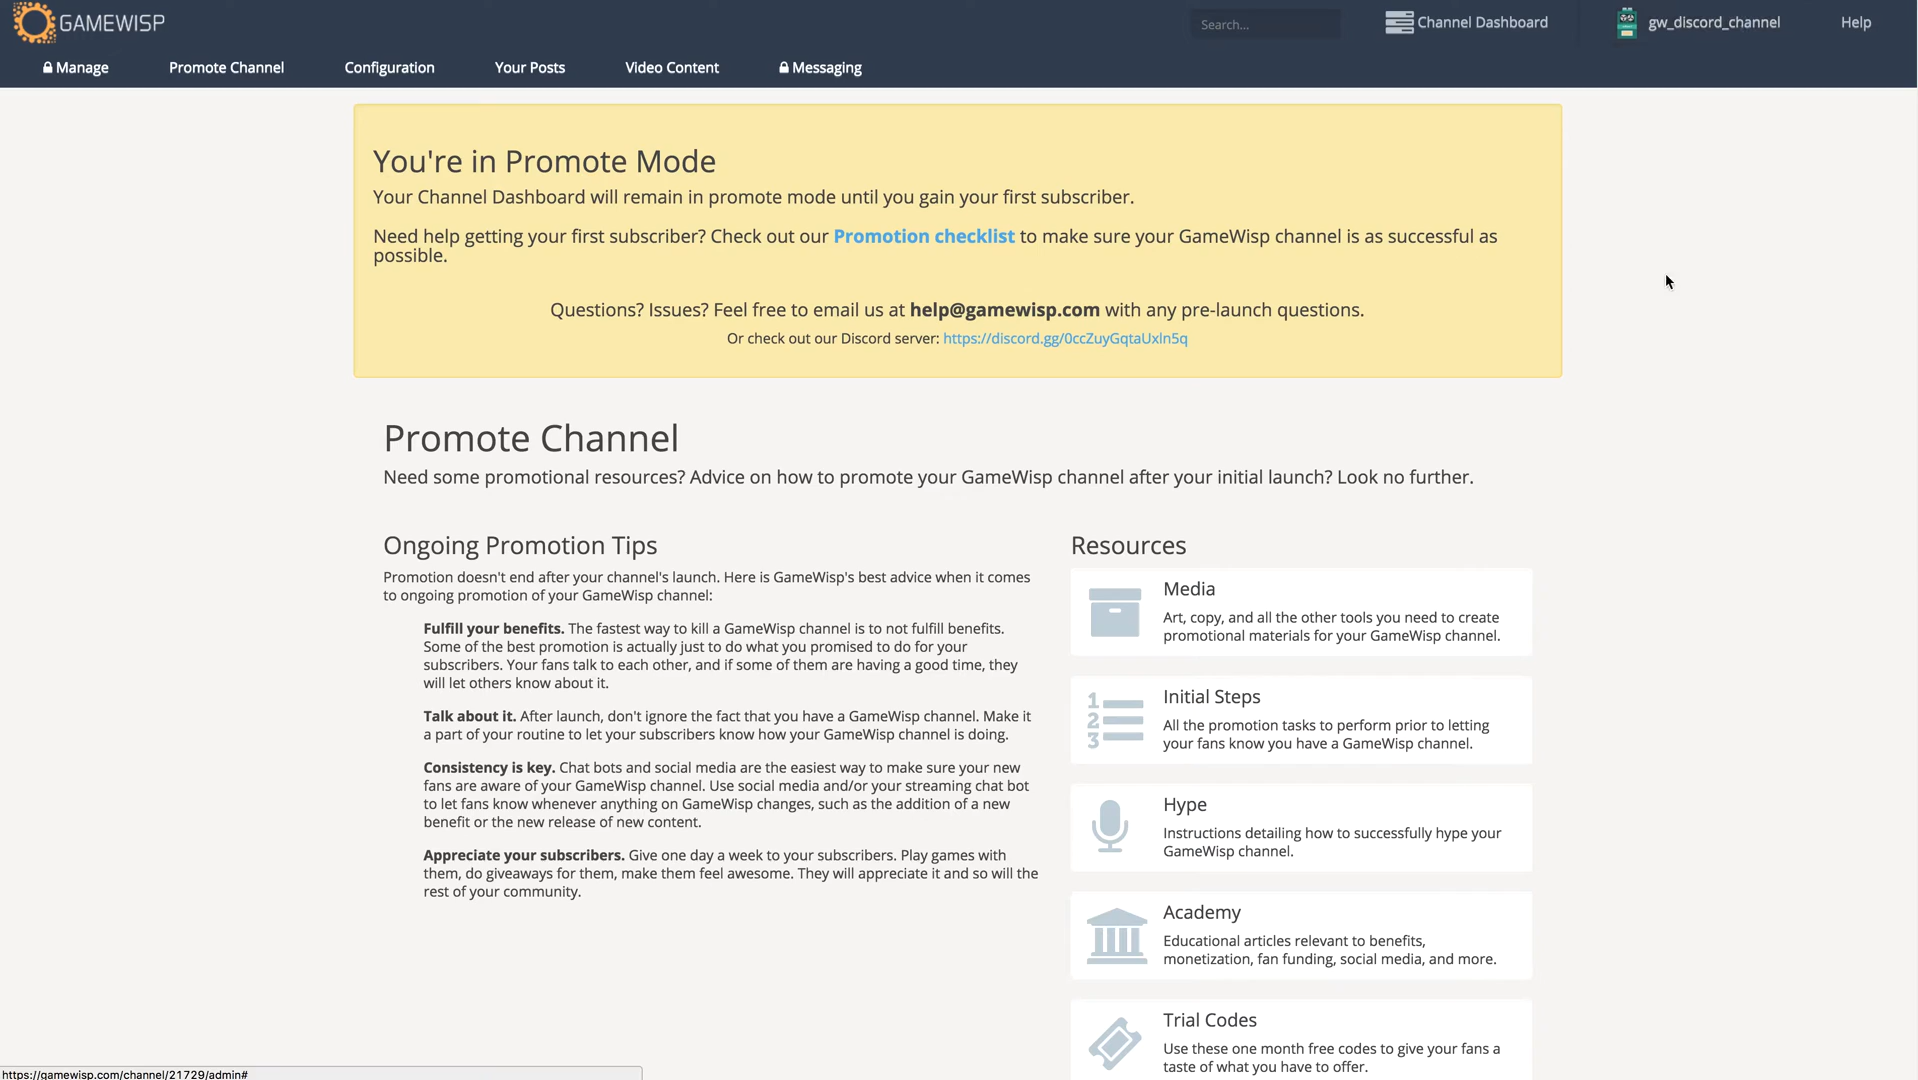 GAMEWISP
Search...
Channel Dashboard
gw_discord_channel
Help
Manage
Promote Channel
Configuration
Your Posts
Video Content
Messaging
You're in Promote Mode
Your Channel Dashboard will remain in promote mode until you gain your first subscriber.
Need help getting your first subscriber? Check out our Promotion checklist to make sure your GameWisp channel is as successful as
possible.
Questions? Issues? Feel free to email us at help@gamewisp.com with any pre-launch questions.
Or check out our Discord server: https://discord.gg/0ccZuyGqtaUxln5q
Promote Channel
Need some promotional resources? Advice on how to promote your GameWisp channel after your initial launch? Look no further.
Ongoing Promotion Tips
Promotion doesn't end after your channel's launch. Here is GameWisp's best advice when it comes
to ongoing promotion of your GameWisp channel:
Fulfill your benefits. The fastest way to kill a GameWisp channel is to not fulfill benefits.
Some of the best promotion is actually just to do what you promised to do for your
subscribers. Your fans talk to each other, and if some of them are having a good time, they
will let others know about it.
Talk about it. After launch, don't ignore the fact that you have a GameWisp channel. Make it
a part of your routine to let your subscribers know how your GameWisp channel is doing.
Consistency is key. Chat bots and social media are the easiest way to make sure your new
fans are aware of your GameWisp channel. Use social media and/or your streaming chat bot
to let fans know whenever anything on GameWisp changes, such as the addition of a new
benefit or the new release of new content.
Appreciate your subscribers. Give one day a week to your subscribers. Play games with
them, do giveaways for them, make them feel awesome. They will appreciate it and so will the
rest of your community.
Resources
Media
Art, copy, and all the other tools you need to create
promotional materials for your GameWisp channel.
1
2
3
Initial Steps
All the promotion tasks to perform prior to letting
your fans know you have a GameWisp channel.
Hype
Instructions detailing how to successfully hype your
GameWisp channel.
Academy
Educational articles relevant to benefits,
monetization, fan funding, social media, and more.
Trial Codes
Use these one month free codes to give your fans a
taste of what you have to offer.
https://gamewisp.com/channel/21729/admin#